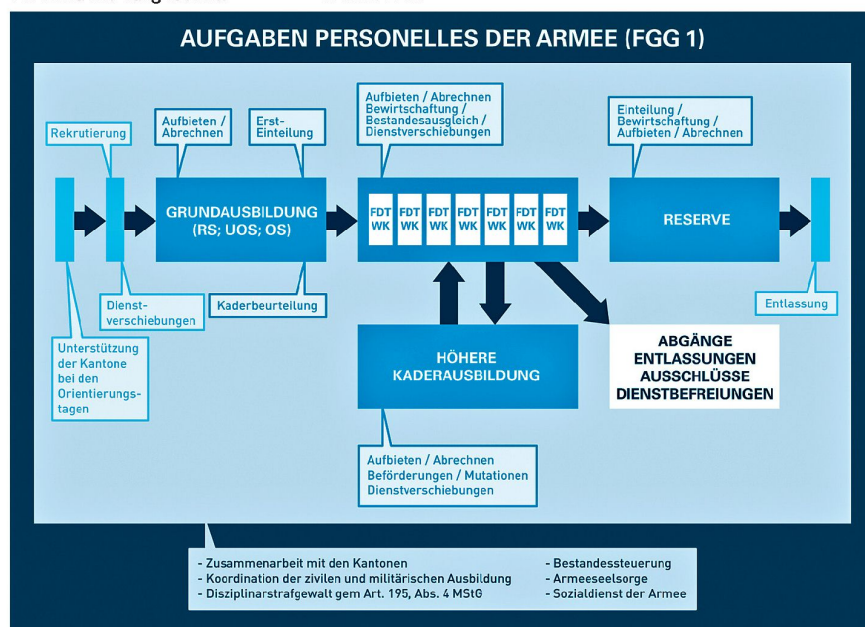 AUFGABEN PERSONELLES DER ARMEE (FGG 1)
Rekrutierung
Aufbieten /
Abrechnen
Erst-
Einteilung
Aufbieten / Abrechnen
Bewirtschaftung /
Bestandesausgleich /
Dienstverschiebungen
Einteilung /
Bewirtschaftung /
Aufbieten / Abrechnen
GRUNDAUSBILDUNG
(RS; UOS; OS)
FDT FDT FDT FDT FDT FDT FDT
WK WK WK WK WK WK WK
RESERVE
Dienst-
verschiebungen
Kaderbeurteilung
Entlassung
Unterstützung
der Kantone
bei den
Orientierungs-
tagen
HÖHERE
KADERAUSBILDUNG
ABGÄNGE
ENTLASSUNGEN
AUSSCHLÜSSE
DIENSTBEFREIUNGEN
Aufbieten / Abrechnen
Beförderungen / Mutationen
Dienstverschiebungen
- Zusammenarbeit mit den Kantonen
- Koordination der zivilen und militärischen Ausbildung
- Disziplinarstrafgewalt gem Art. 195, Abs. 4 MStG
- Bestandessteuerung
- Armeeseelsorge
- Sozialdienst der Armee